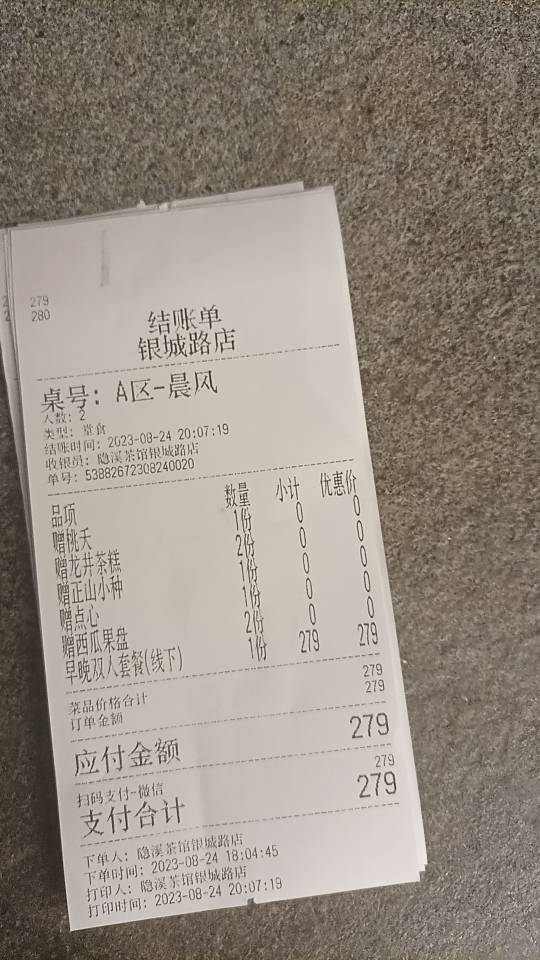 279
280
结账单
银城路店
桌号: A区-晨风
人数: 2
类型: 堂食
结账时间: 2023-08-24 20:07:19
收银员: 隐溪茶馆银城路店
单号: 53882672308240020
品项 数量 小计 优惠价
赠桃夭 1份 0 0
赠龙井茶糕 2份 0 0
赠正山小种 1份 0 0
赠点心 1份 0 0
赠西瓜果盘 2份 0 0
早晚双人套餐(线下) 1份 279 279
菜品价格合计 279
订单金额 279
应付金额 279
扫码支付-微信 279
支付合计 279
下单人: 隐溪茶馆银城路店
下单时间: 2023-08-24 18:04:45
打印人: 隐溪茶馆银城路店
打印时间: 2023-08-24 20:07:19